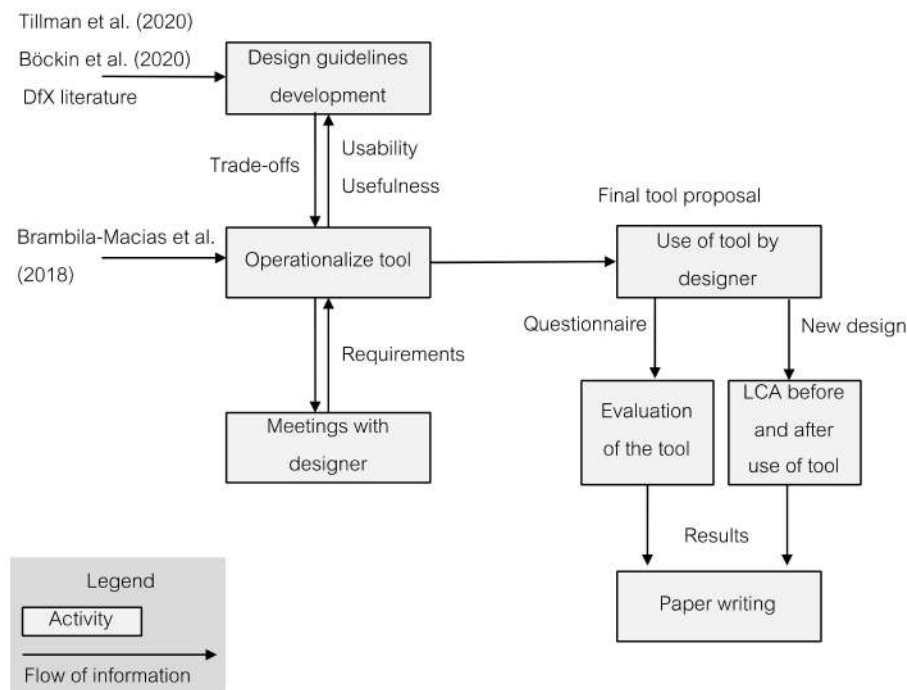 Tillman et al. (2020)
Böckin et al. (2020)
DfX literature
Design guidelines
development
Trade-offs
Usability
Usefulness
Brambila-Macias et al.
(2018)
Operationalize tool
Final tool proposal
Use of tool by
designer
Requirements
Meetings with
designer
Questionnaire
New design
Evaluation
of the tool
LCA before
and after
use of tool
Results
Paper writing
Legend
Activity
Flow of information